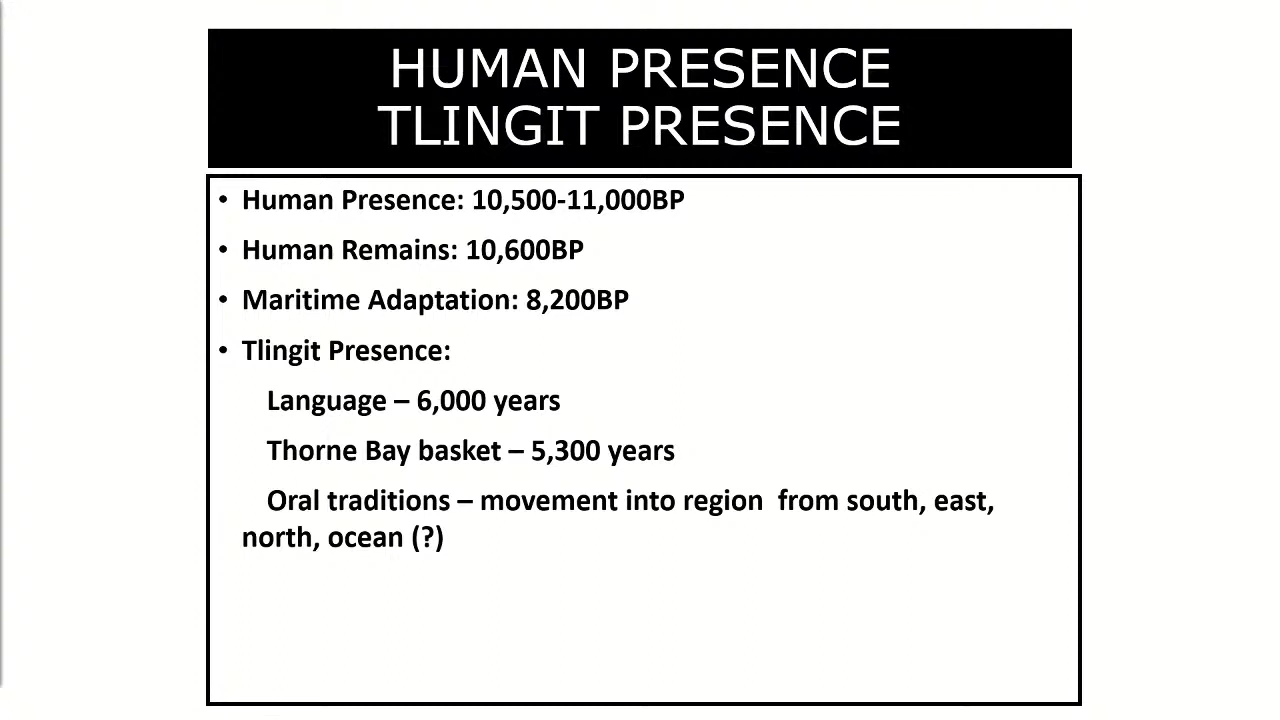 HUMAN PRESENCE
TLINGIT PRESENCE
• Human Presence: 10,500-11,000BP
• Human Remains: 10,600BP
• Maritime Adaptation: 8,200BP
• Tlingit Presence:
Language – 6,000 years
Thorne Bay basket – 5,300 years
Oral traditions – movement into region  from south, east,
north, ocean (?)